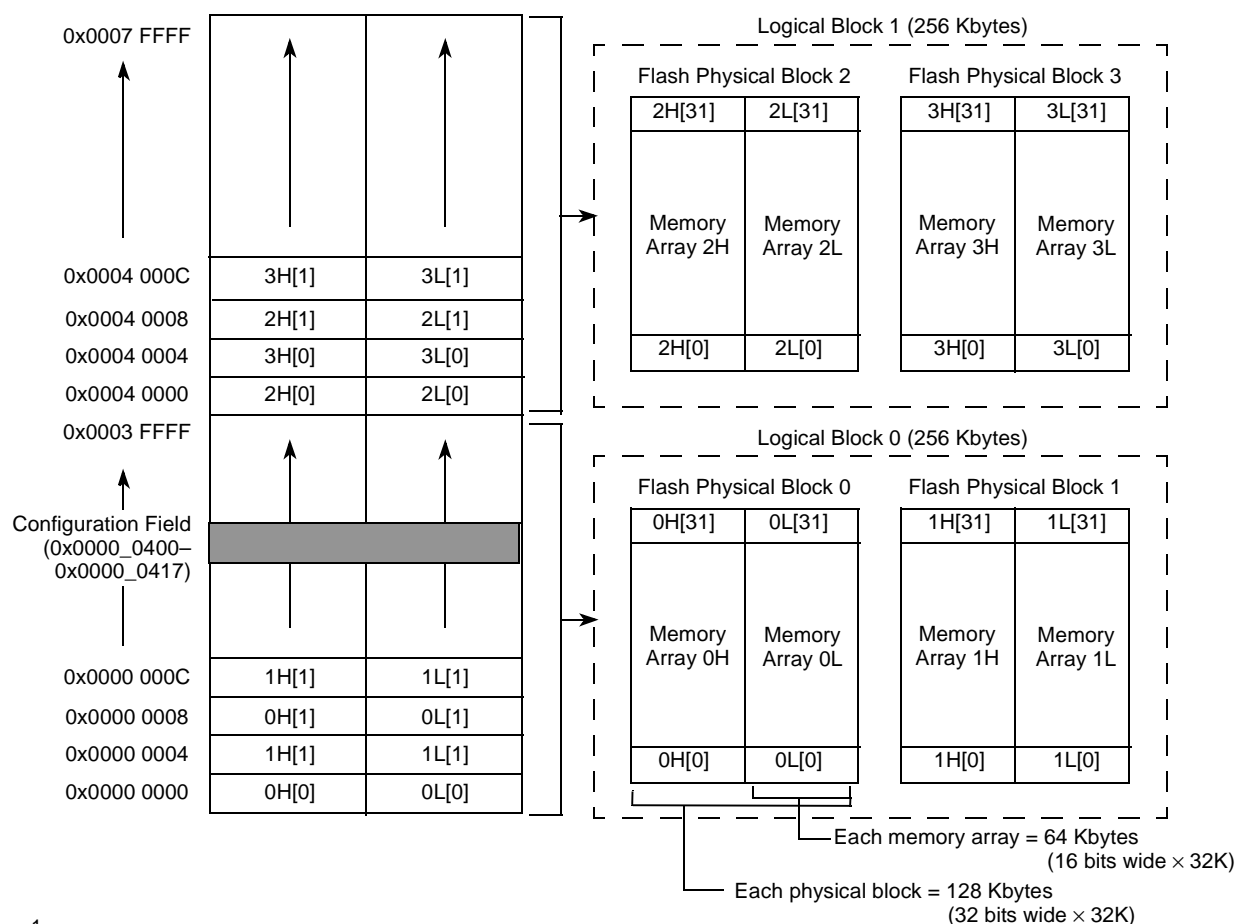 0x0007 FFFF
0x0004 000C 3H[1] 3L[1]
0x0004 0008 2H[1] 2L[1]
0x0004 0004 3H[0] 3L[0]
0x0004 0000 2H[0] 2L[0]
0x0003 FFFF
Configuration Field
(0x0000_0400–
0x0000_0417)
0x0000 000C 1H[1] 1L[1]
0x0000 0008 0H[1] 0L[1]
0x0000 0004 1H[1] 1L[1]
0x0000 0000 0H[0] 0L[0]
Logical Block 1 (256 Kbytes)
Flash Physical Block 2 Flash Physical Block 3
2H[31] 2L[31] 3H[31] 3L[31]
Memory Memory Memory Memory
Array 2H Array 2L Array 3H Array 3L
2H[0] 2L[0] 3H[0] 3L[0]
Logical Block 0 (256 Kbytes)
Flash Physical Block 0 Flash Physical Block 1
0H[31] 0L[31] 1H[31] 1L[31]
Memory Memory Memory Memory
Array 0H Array 0L Array 1H Array 1L
0H[0] 0L[0] 1H[0] 1L[0]
Each memory array = 64 Kbytes
(16 bits wide × 32K)
Each physical block = 128 Kbytes
(32 bits wide × 32K)